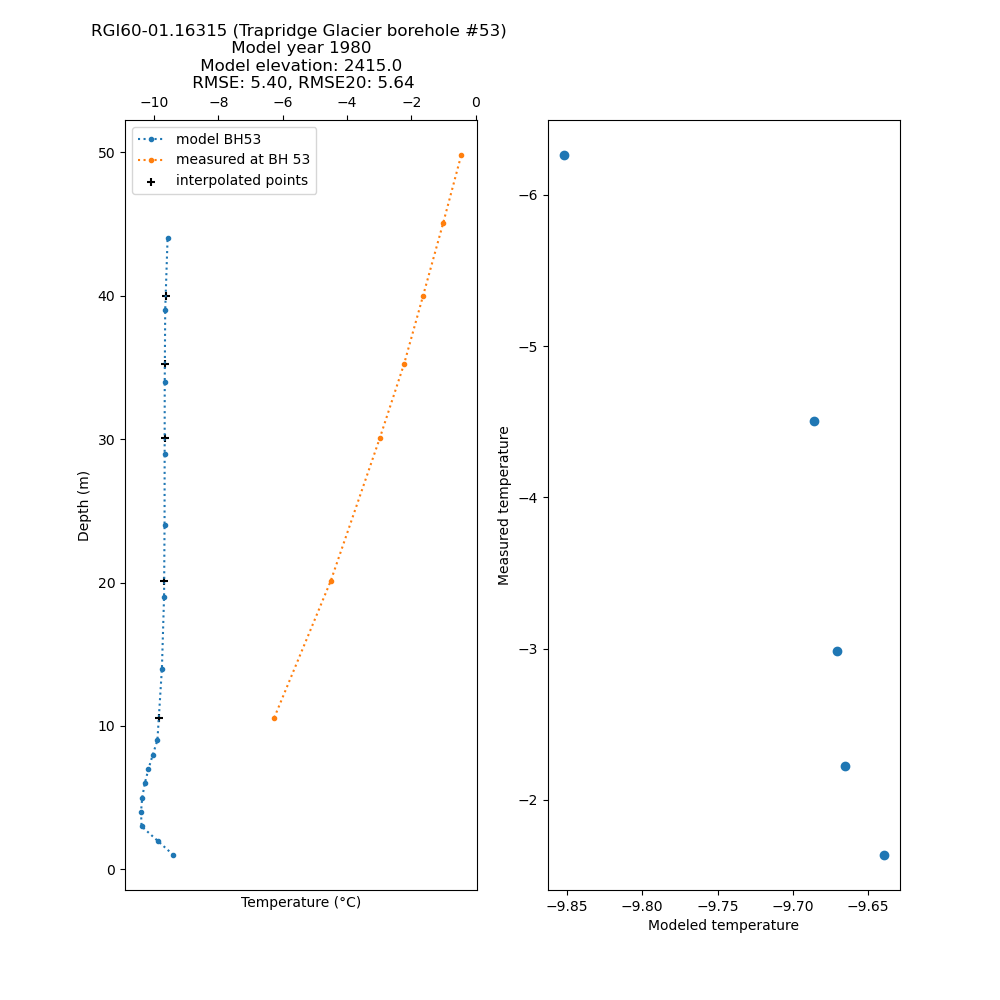 RGI60-01.16315 (Trapridge Glacier borehole #53)
Model year 1980
Model elevation: 2415.0
RMSE: 5.40, RMSE20: 5.64
−10 −8 −6 −4 −2 0
model BH53
measured at BH 53
interpolated points
50
40
30
20
10
0
Depth (m)
Temperature (°C)
−6
−5
−4
−3
−2
Measured temperature
−9.85 −9.80 −9.75 −9.70 −9.65
Modeled temperature